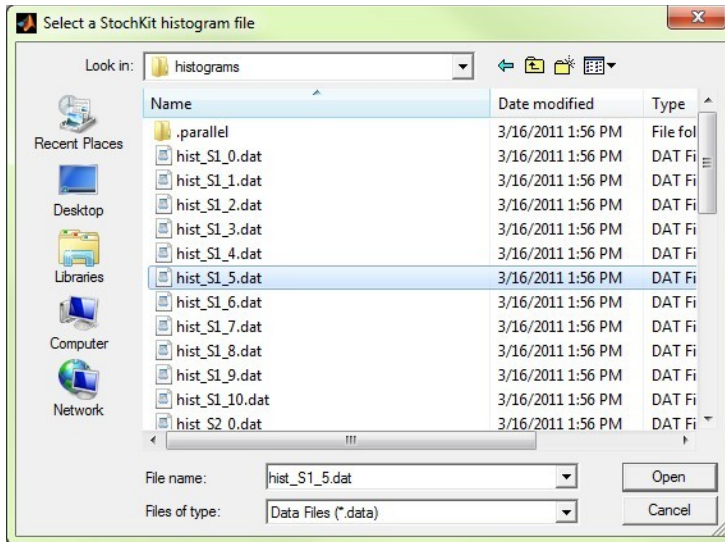 Select a StochKit histogram file
Look in: histograms
Name Date modified Type
.parallel 3/16/2011 1:56 PM File fol
hist_S1_0.dat 3/16/2011 1:56 PM DAT Fi
hist_S1_1.dat 3/16/2011 1:56 PM DAT Fi
hist_S1_2.dat 3/16/2011 1:56 PM DAT Fi
hist_S1_3.dat 3/16/2011 1:56 PM DAT Fi
hist_S1_4.dat 3/16/2011 1:56 PM DAT Fi
hist_S1_5.dat 3/16/2011 1:56 PM DAT Fi
hist_S1_6.dat 3/16/2011 1:56 PM DAT Fi
hist_S1_7.dat 3/16/2011 1:56 PM DAT Fi
hist_S1_8.dat 3/16/2011 1:56 PM DAT Fi
hist_S1_9.dat 3/16/2011 1:56 PM DAT Fi
hist_S1_10.dat 3/16/2011 1:56 PM DAT Fi
hist_S2_0.dat 3/16/2011 1:56 PM DAT Fi
Recent Places
Desktop
Libraries
Computer
Network
File name: hist_S1_5.dat Open
Files of type: Data Files (*.data) Cancel